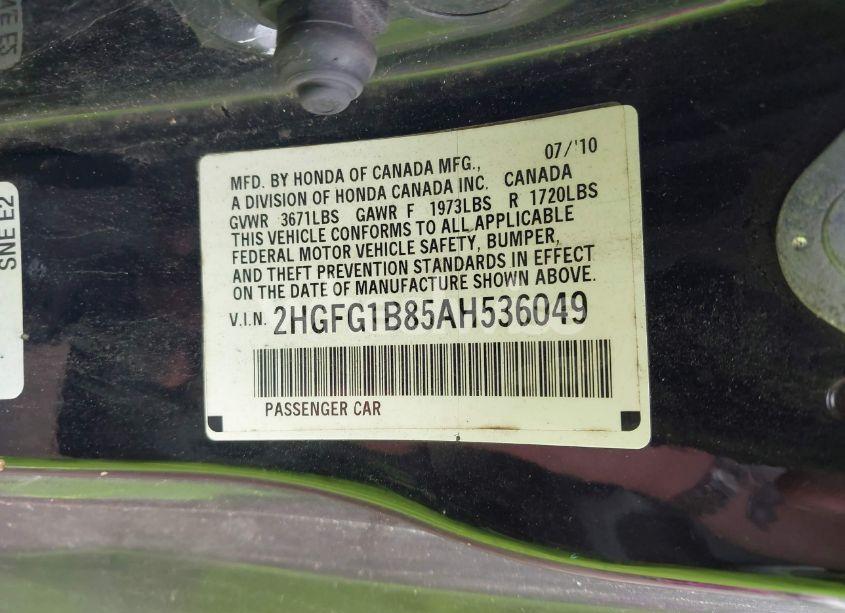 07/'10
MFD. BY HONDA OF CANADA MFG.,
A DIVISION OF HONDA CANADA INC. CANADA
GVWR 3671LBS GAWR F 1973LBS R 1720LBS
THIS VEHICLE CONFORMS TO ALL APPLICABLE
FEDERAL MOTOR VEHICLE SAFETY, BUMPER,
AND THEFT PREVENTION STANDARDS IN EFFECT
ON THE DATE OF MANUFACTURE SHOWN ABOVE.
V.I.N. 2HGFG1B85AH536049
PASSENGER CAR
SNE E2